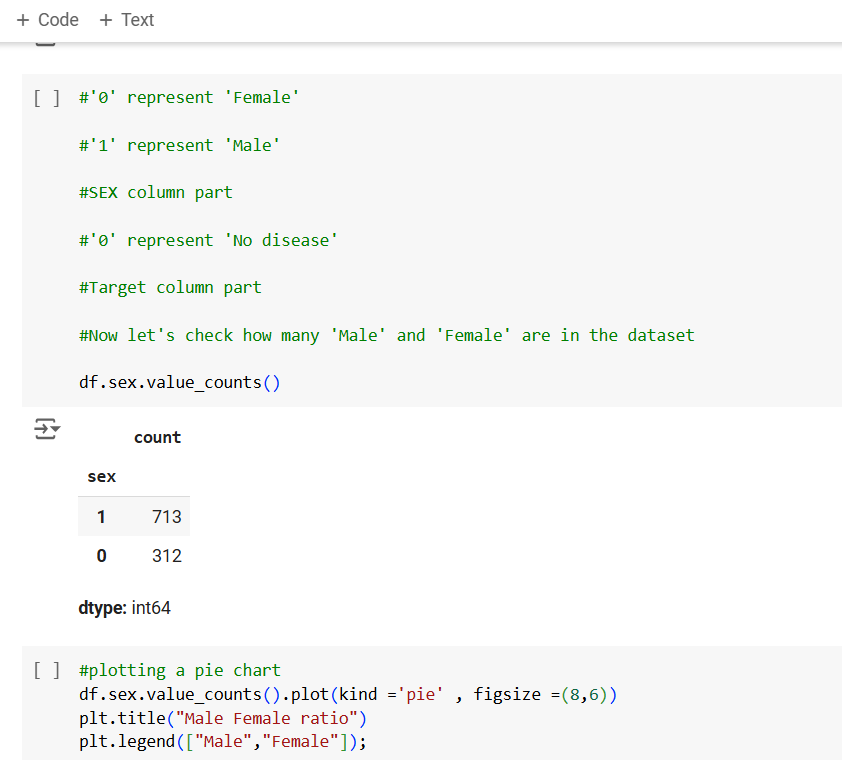 + Code + Text
[ ] #'0' represent 'Female'
#'1' represent 'Male'
#SEX column part
#'0' represent 'No disease'
#Target column part
#Now let's check how many 'Male' and 'Female' are in the dataset
df.sex.value_counts()
count
sex
1 713
0 312
dtype: int64
[ ] #plotting a pie chart
df.sex.value_counts().plot(kind ='pie' , figsize =(8,6))
plt.title("Male Female ratio")
plt.legend(["Male","Female"]);